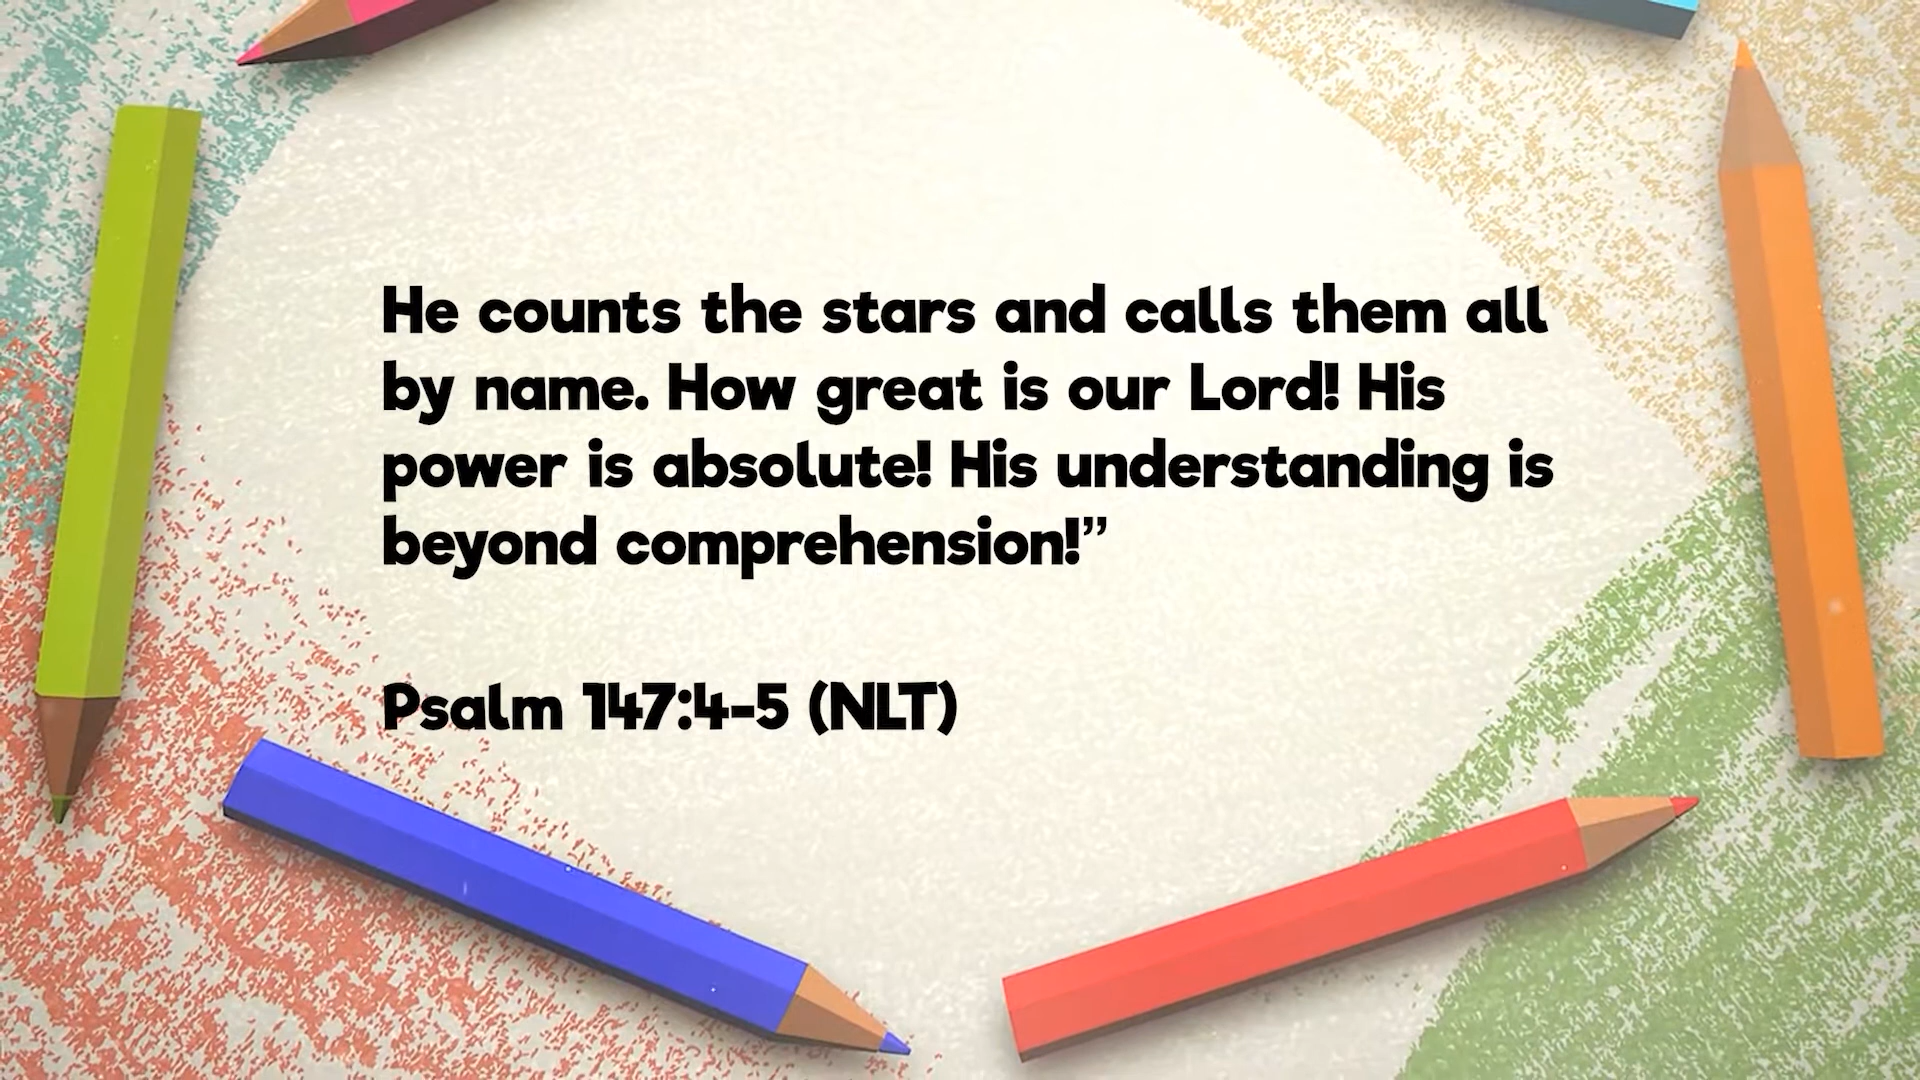 He counts the stars and calls them all
by name. How great is our Lord! His
power is absolute! His understanding is
beyond comprehension!”
Psalm 147:4-5 (NLT)